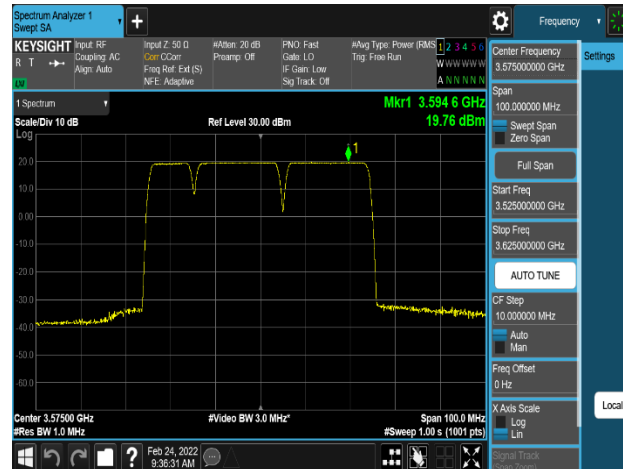 Spectrum Analyzer 1
Swept SA
+
Frequency
KEYSIGHT
R T
Input: RF
Coupling: AC
Align: Auto
Input Z: 50 Ω
Corr CCorr
Freq Ref: Ext (S)
NFE: Adaptive
#Atten: 20 dB
Preamp: Off
PNO: Fast
Gate: LO
IF Gain: Low
Sig Track: Off
#Avg Type: Power (RMS
Trig: Free Run
1 2 3 4 5 6
W W W W W W
A N N N N N
1 Spectrum
Scale/Div 10 dB
Log
Ref Level 30.00 dBm
Mkr1 3.594 6 GHz
19.76 dBm
1
20.0
10.0
0.00
-10.0
-20.0
-30.0
-40.0
-50.0
-60.0
Center 3.57500 GHz
#Res BW 1.0 MHz
#Video BW 3.0 MHz*
Span 100.0 MHz
#Sweep 1.00 s (1001 pts)
?
Feb 24, 2022
9:36:31 AM
Center Frequency
3.575000000 GHz
Settings
Span
100.000000 MHz
Swept Span
Zero Span
Full Span
Start Freq
3.525000000 GHz
Stop Freq
3.625000000 GHz
AUTO TUNE
CF Step
10.000000 MHz
Auto
Man
Freq Offset
0 Hz
X Axis Scale
Log
Lin
Local
Signal Track
(Span Zoom)